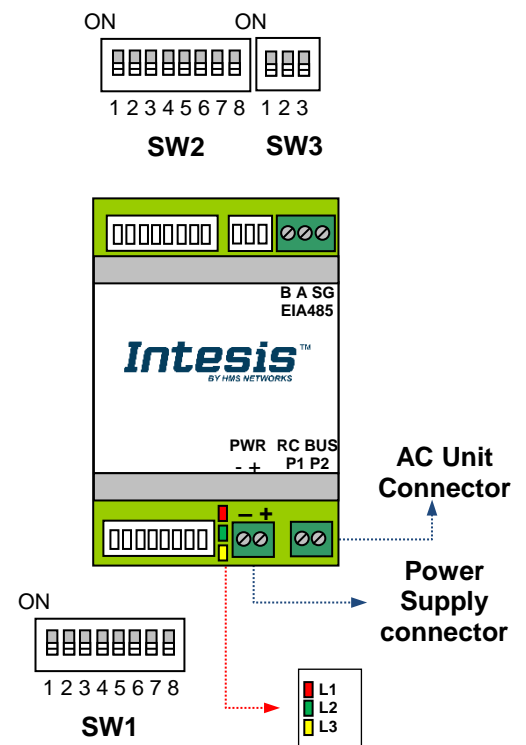 ON
1 2 3 4 5 6 7 8 1 2 3
SW2 SW3
B A SG
EIA485
Intesis™
BY HMS NETWORKS
PWR RC BUS
- + P1 P2
AC Unit
Connector
- +
Power
Supply
connector
ON
1 2 3 4 5 6 7 8
SW1
L1
L2
L3